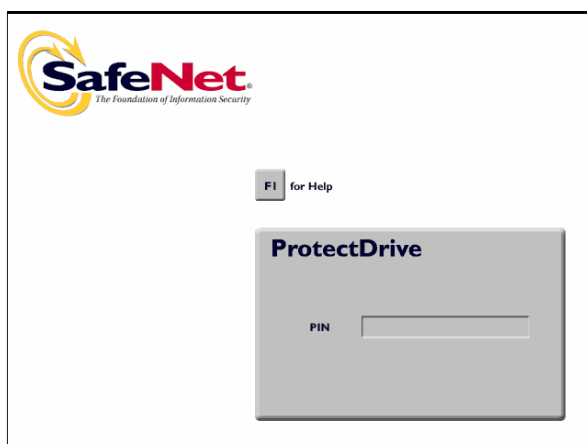 SafeNet®
The Foundation of Information Security
F1 for Help
ProtectDrive
PIN